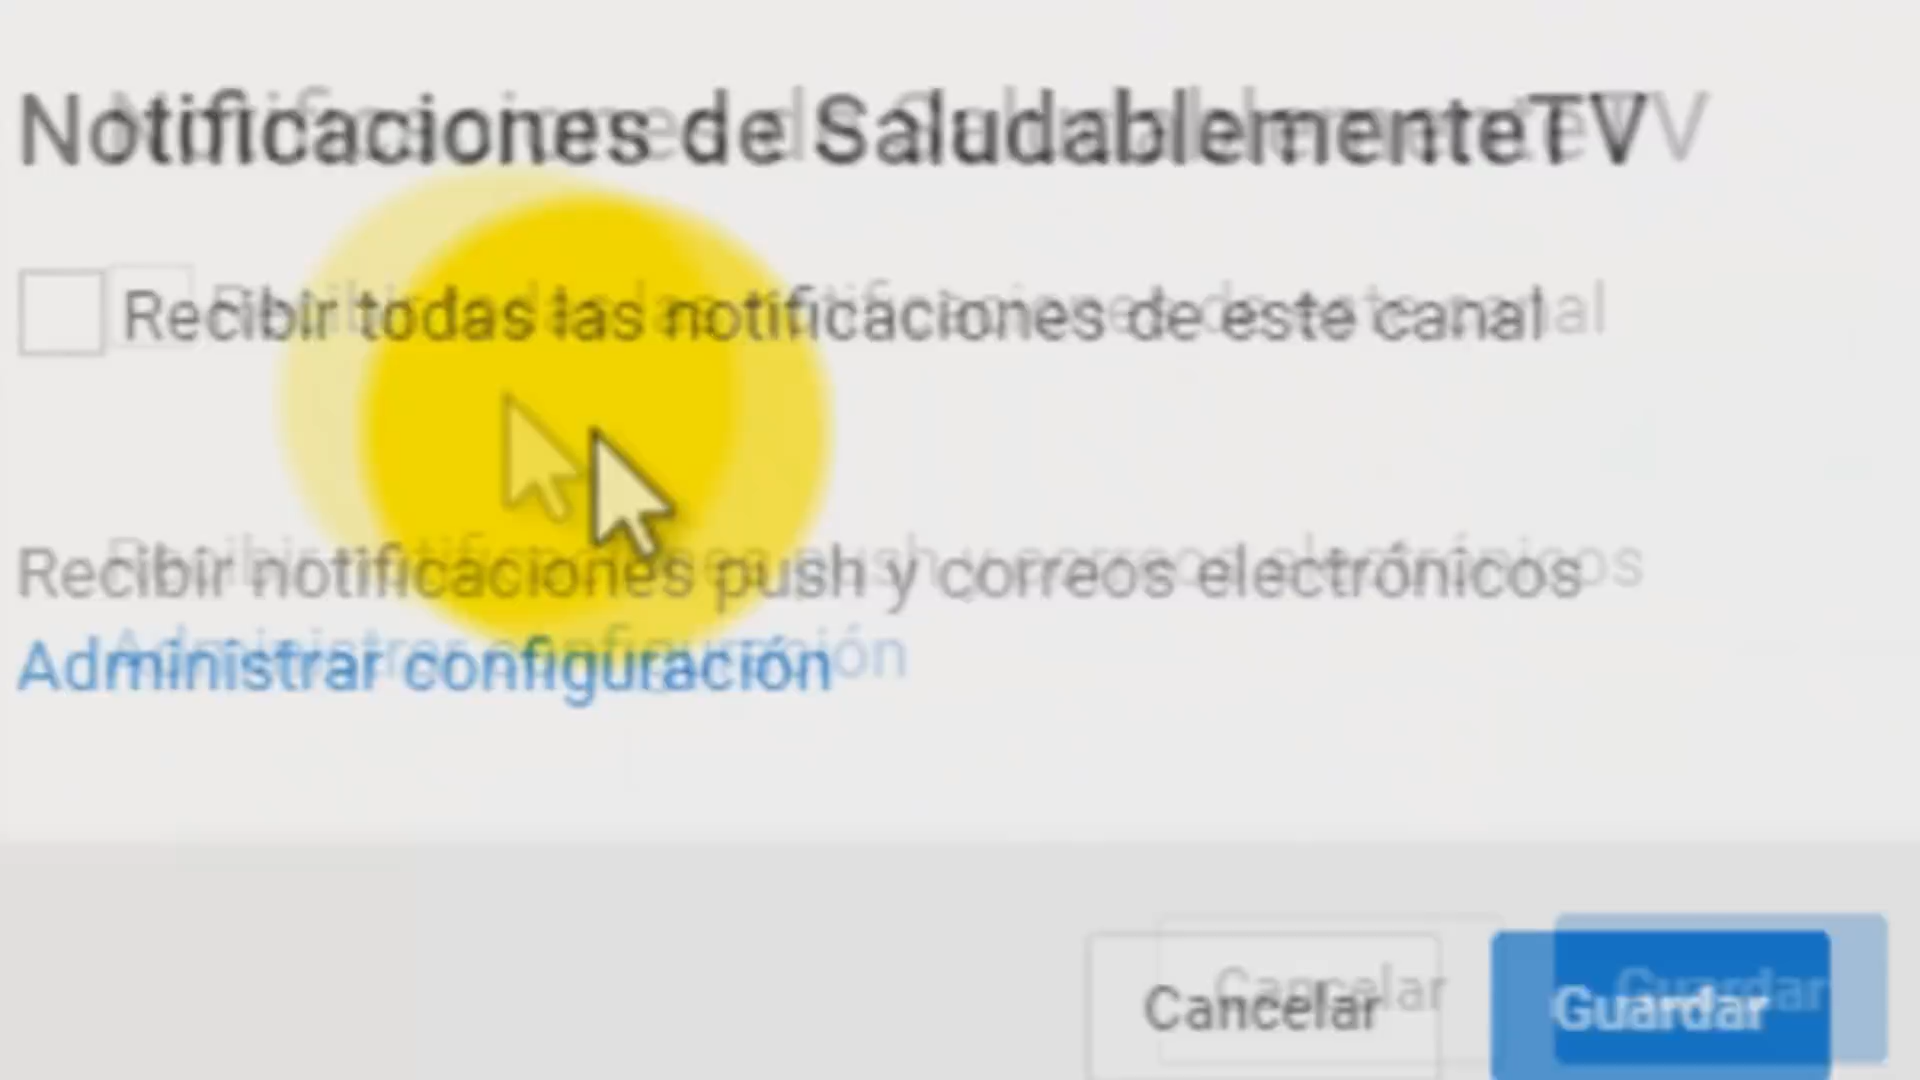 Notificaciones de SaludablementeTV
Recibir todas las notificaciones de este canal
Recibir notificaciones push y correos electrónicos
Administrar configuración
Cancelar
Guardar